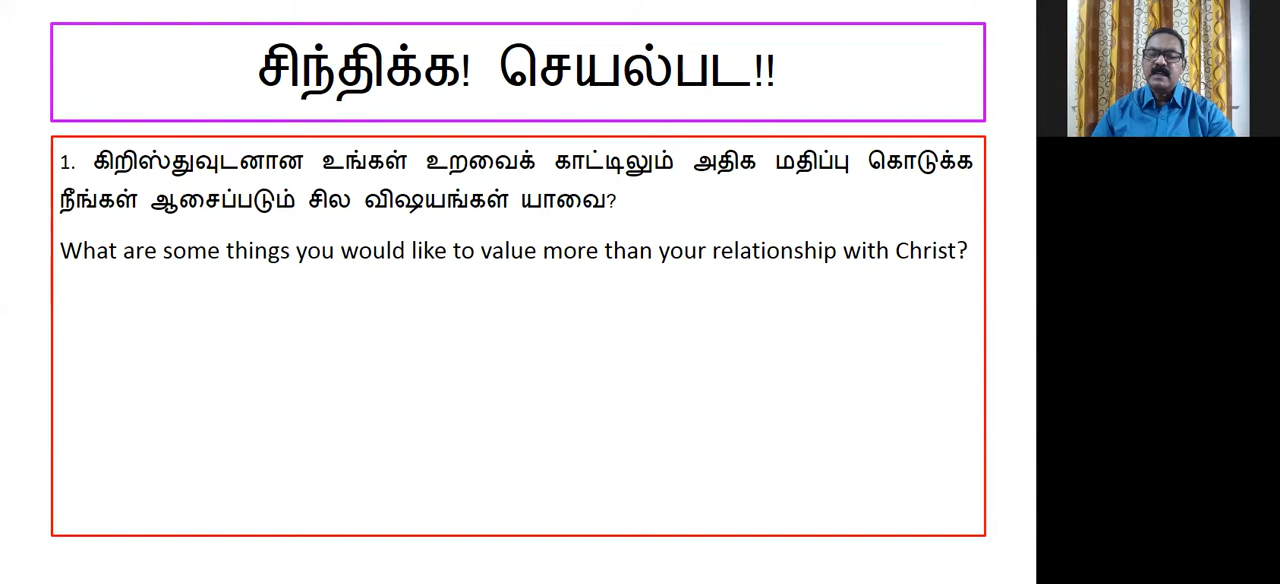 சிந்திக்க! செயல்பட!!
1. கிறிஸ்துவுடனான உங்கள் உறவைக் காட்டிலும் அதிக மதிப்பு கொடுக்க
நீங்கள் ஆசைப்படும் சில விஷயங்கள் யாவை?
What are some things you would like to value more than your relationship with Christ?